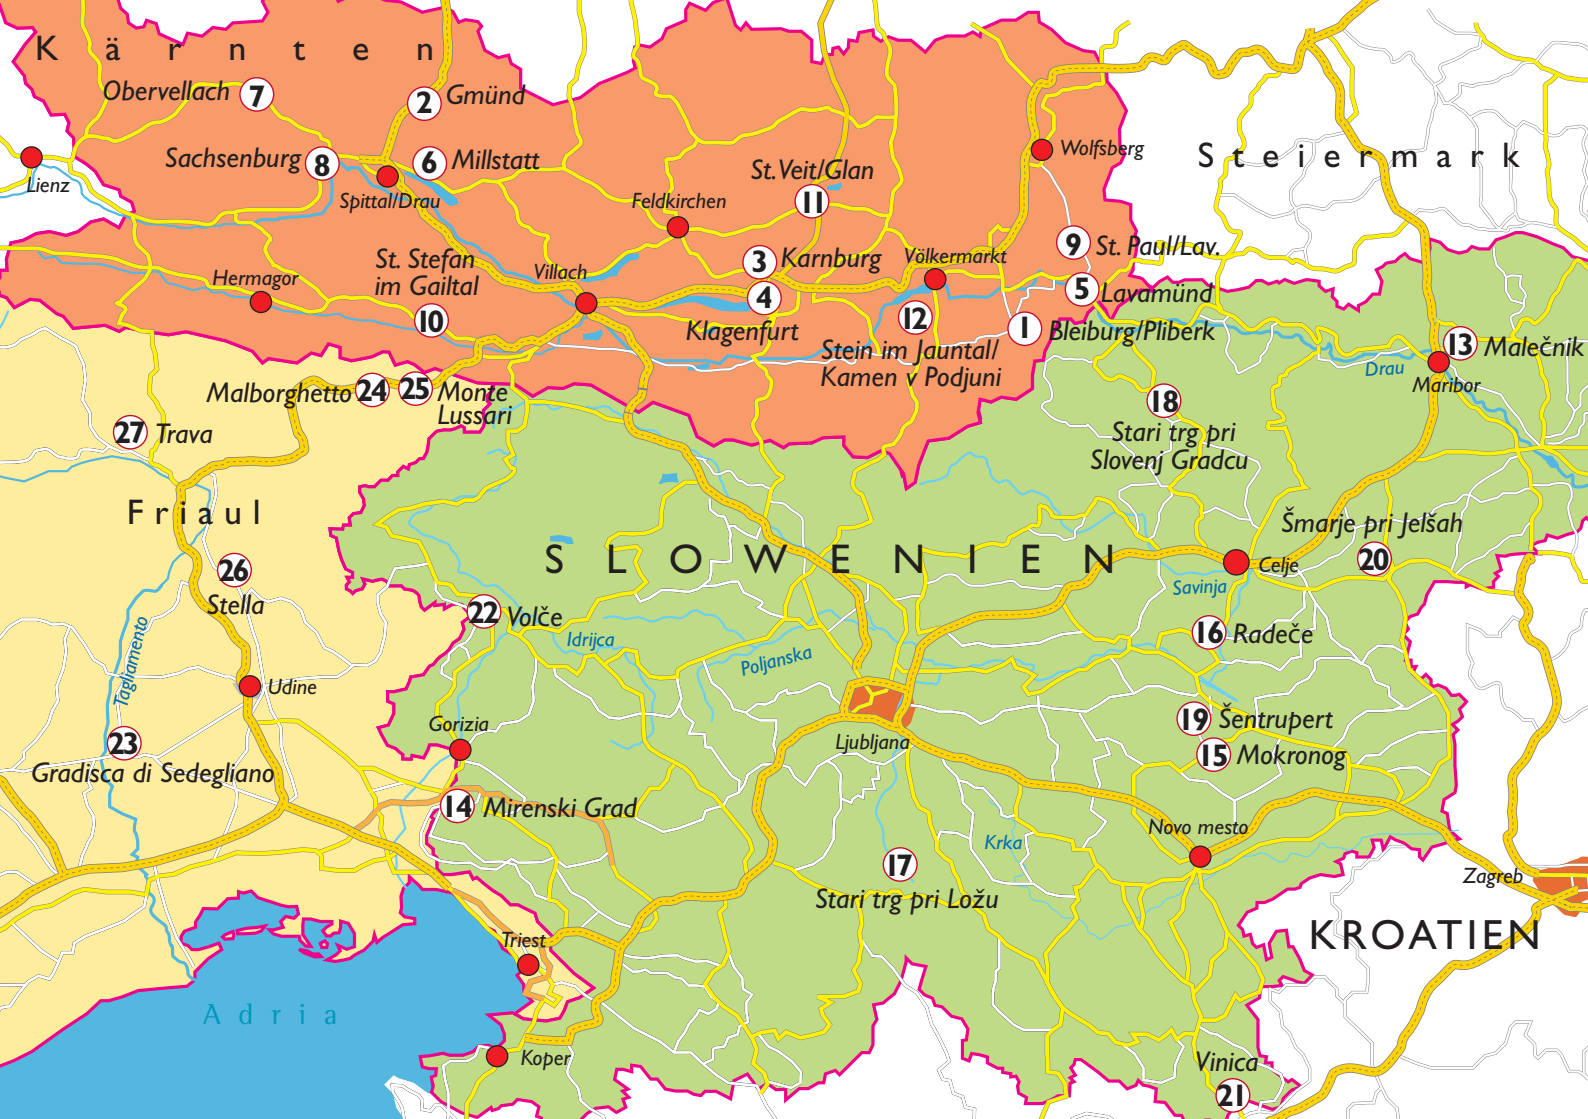 Kärnten
Obervellach 7
2 Gmünd
Sachsenburg 8
6 Millstatt
Lienz
Spittal/Drau
St. Veit/Glan
11
Feldkirchen
Wolfsberg
Steiermark
9 St. Paul/Lav.
3 Karnburg
Völkermarkt
St. Stefan
im Gailtal
10
Hermagor
Villach
4
Klagenfurt
5 Lavamünd
12
Stein im Jauntal/
Kamen v Podjuni
1 Bleiburg/Pliberk
13 Malečnik
Drau
Maribor
Malborghetto 24
25 Monte
Lussari
27 Trava
18
Stari trg pri
Slovenj Gradcu
Friaul
SLOWENIEN
Šmarje pri Jelšah
20
Celje
Savinja
26
Stella
22 Volče
Idrijca
Poljanska
16 Radeče
Tagliamento
Udine
Gorizia
Ljubljana
19 Šentrupert
15 Mokronog
23
Gradisca di Sedegliano
14 Mirenski Grad
Novo mesto
Krka
17
Stari trg pri Ložu
Zagreb
KROATIEN
Triest
Adria
Koper
Vinica
21